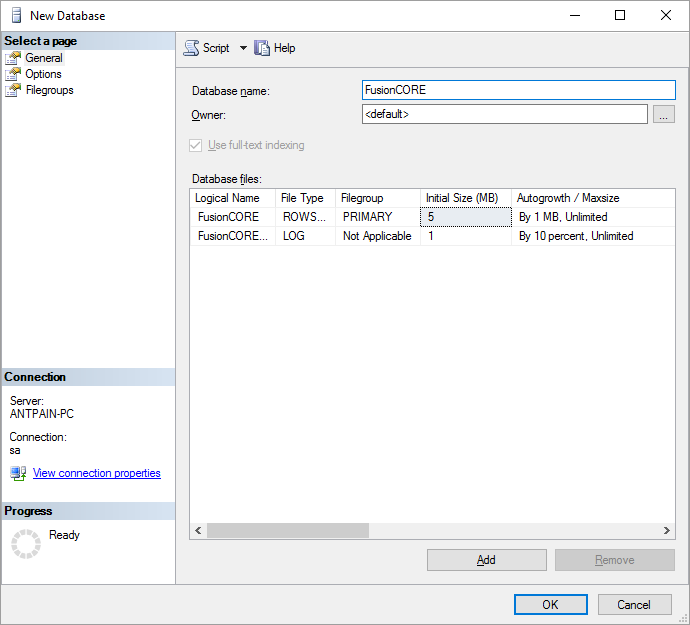 New Database
Select a page
General
Options
Filegroups
Script
Help
Database name:
FusionCORE
Owner:
<default>
...
Use full-text indexing
Database files:
Logical Name File Type Filegroup Initial Size (MB) Autogrowth / Maxsize
FusionCORE ROWS... PRIMARY 5 By 1 MB, Unlimited
FusionCORE... LOG Not Applicable 1 By 10 percent, Unlimited
Connection
Server:
ANTPAIN-PC
Connection:
sa
View connection properties
Progress
Ready
Add
Remove
OK
Cancel